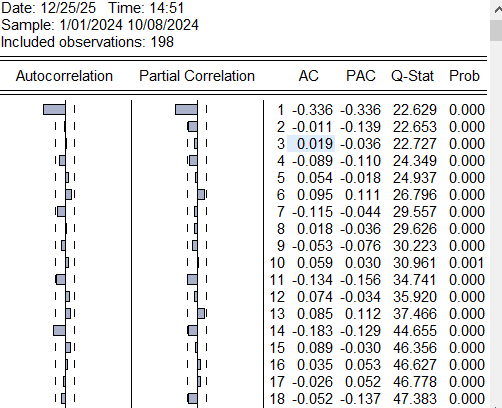 Date: 12/25/25 Time: 14:51
Sample: 1/01/2024 10/08/2024
Included observations: 198
Autocorrelation Partial Correlation AC PAC Q-Stat Prob
1 -0.336 -0.336 22.629 0.000
2 -0.011 -0.139 22.653 0.000
3 0.019 -0.036 22.727 0.000
4 -0.089 -0.110 24.349 0.000
5 0.054 -0.018 24.937 0.000
6 0.095 0.111 26.796 0.000
7 -0.115 -0.044 29.557 0.000
8 0.018 -0.036 29.626 0.000
9 -0.053 -0.076 30.223 0.000
10 0.059 0.030 30.961 0.001
11 -0.134 -0.156 34.741 0.000
12 0.074 -0.034 35.920 0.000
13 0.085 0.112 37.466 0.000
14 -0.183 -0.129 44.655 0.000
15 0.089 -0.030 46.356 0.000
16 0.035 0.053 46.627 0.000
17 -0.026 0.052 46.778 0.000
18 -0.052 -0.137 47.383 0.000